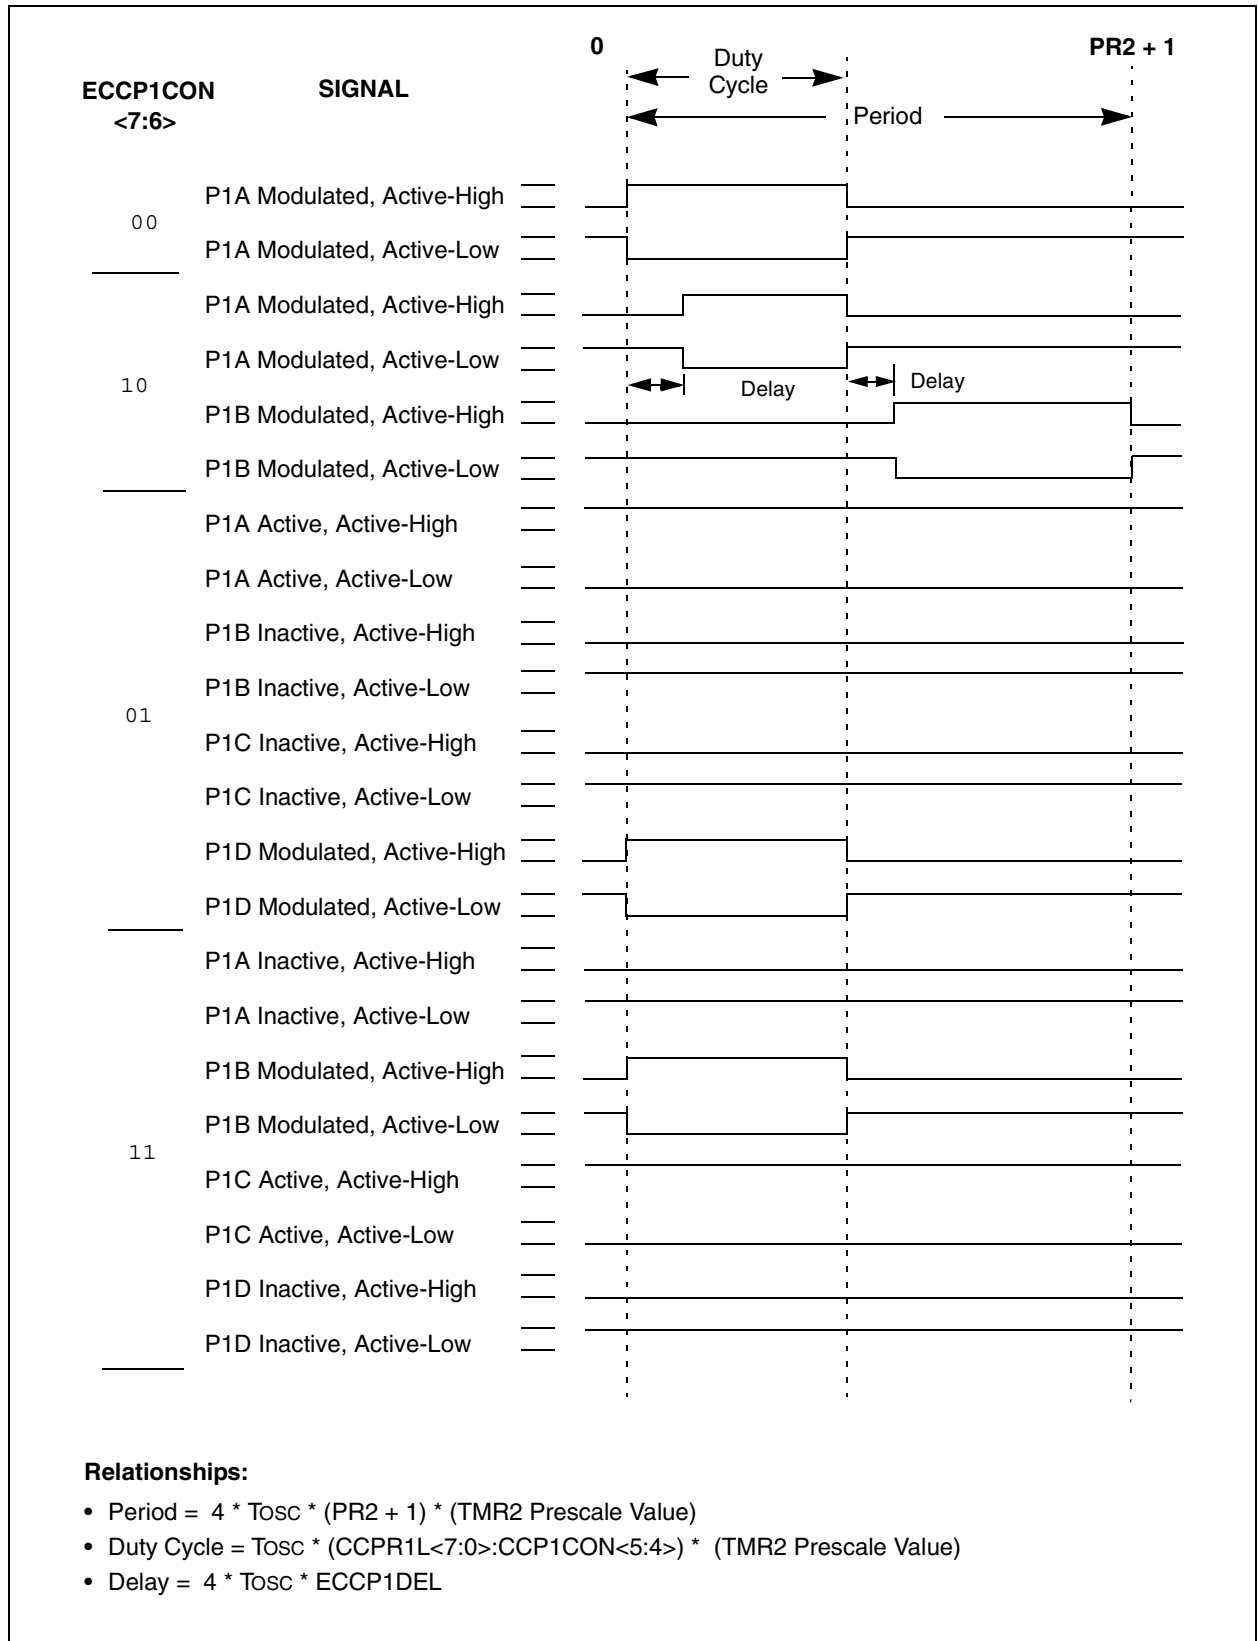 0
PR2 + 1
Duty
Cycle
ECCP1CON
<7:6>
SIGNAL
Period
00
P1A Modulated, Active-High
P1A Modulated, Active-Low
10
P1A Modulated, Active-High
P1A Modulated, Active-Low
Delay
Delay
P1B Modulated, Active-High
P1B Modulated, Active-Low
01
P1A Active, Active-High
P1A Active, Active-Low
P1B Inactive, Active-High
P1B Inactive, Active-Low
P1C Inactive, Active-High
P1C Inactive, Active-Low
P1D Modulated, Active-High
P1D Modulated, Active-Low
11
P1A Inactive, Active-High
P1A Inactive, Active-Low
P1B Modulated, Active-High
P1B Modulated, Active-Low
P1C Active, Active-High
P1C Active, Active-Low
P1D Inactive, Active-High
P1D Inactive, Active-Low
Relationships:
• Period = 4 * TOSC * (PR2 + 1) * (TMR2 Prescale Value)
• Duty Cycle = TOSC * (CCPR1L<7:0>:CCP1CON<5:4>) * (TMR2 Prescale Value)
• Delay = 4 * TOSC * ECCP1DEL